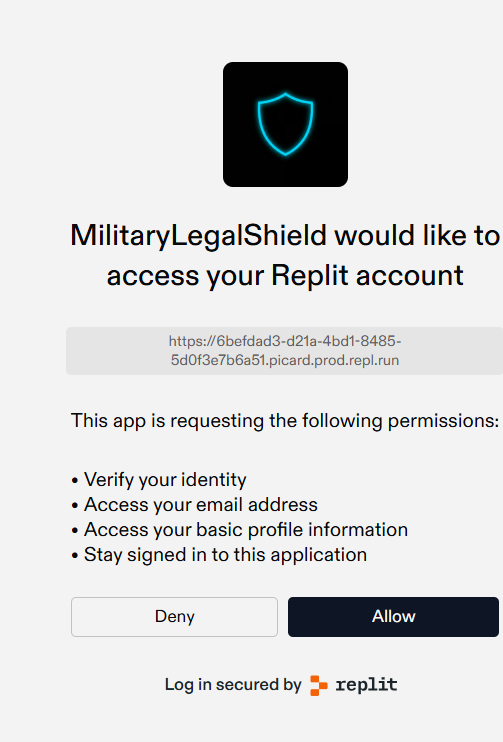 MilitaryLegalShield would like to
access your Replit account
https://6befdad3-d21a-4bd1-8485-
5d0f3e7b6a51.picard.prod.repl.run
This app is requesting the following permissions:
• Verify your identity
• Access your email address
• Access your basic profile information
• Stay signed in to this application
Deny
Allow
Log in secured by replit